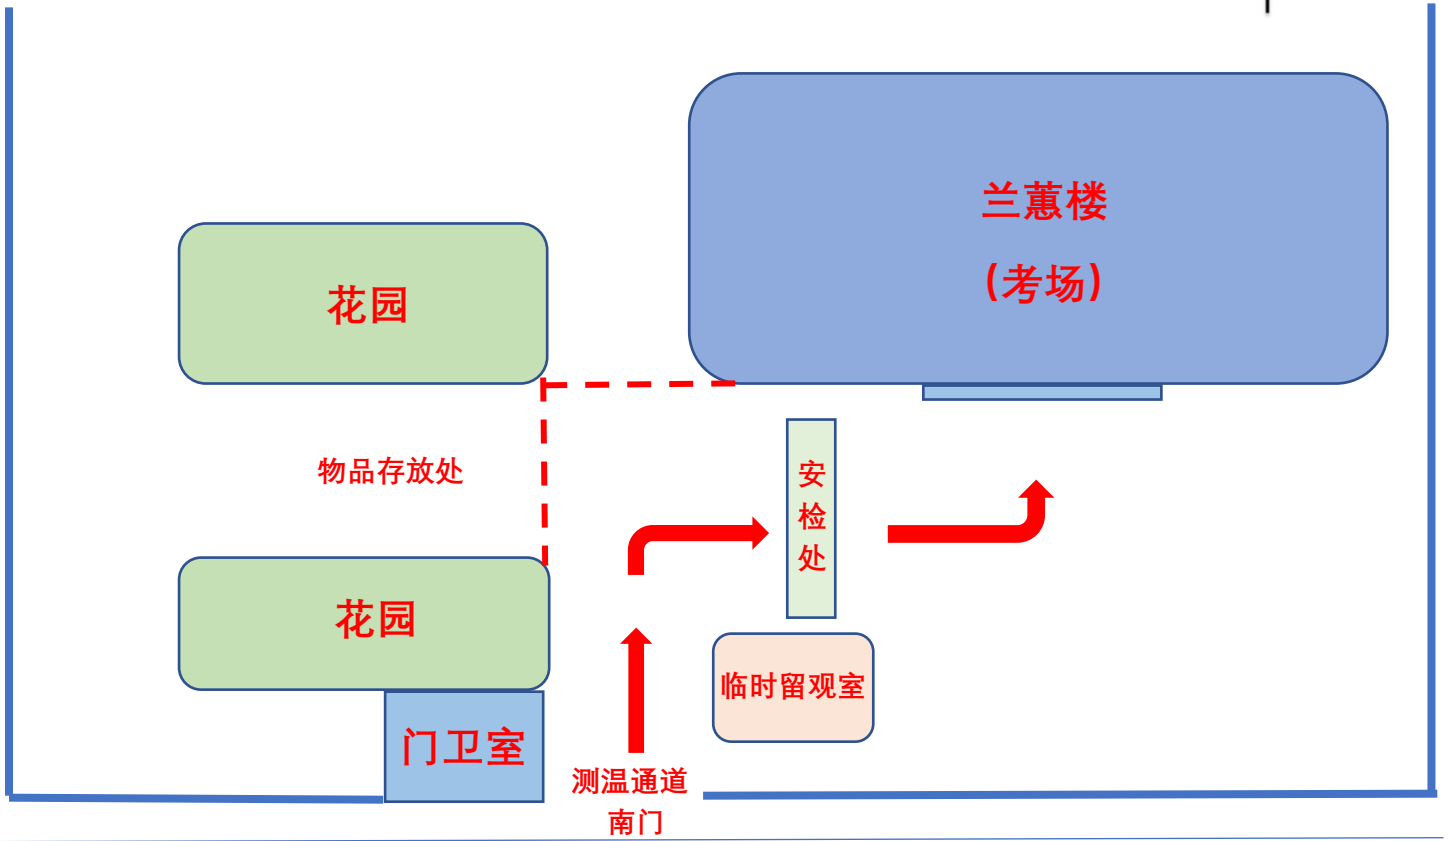 兰蕙楼
(考场)
花园
物品存放处
安检处
花园
临时留观室
门卫室
测温通道
南门